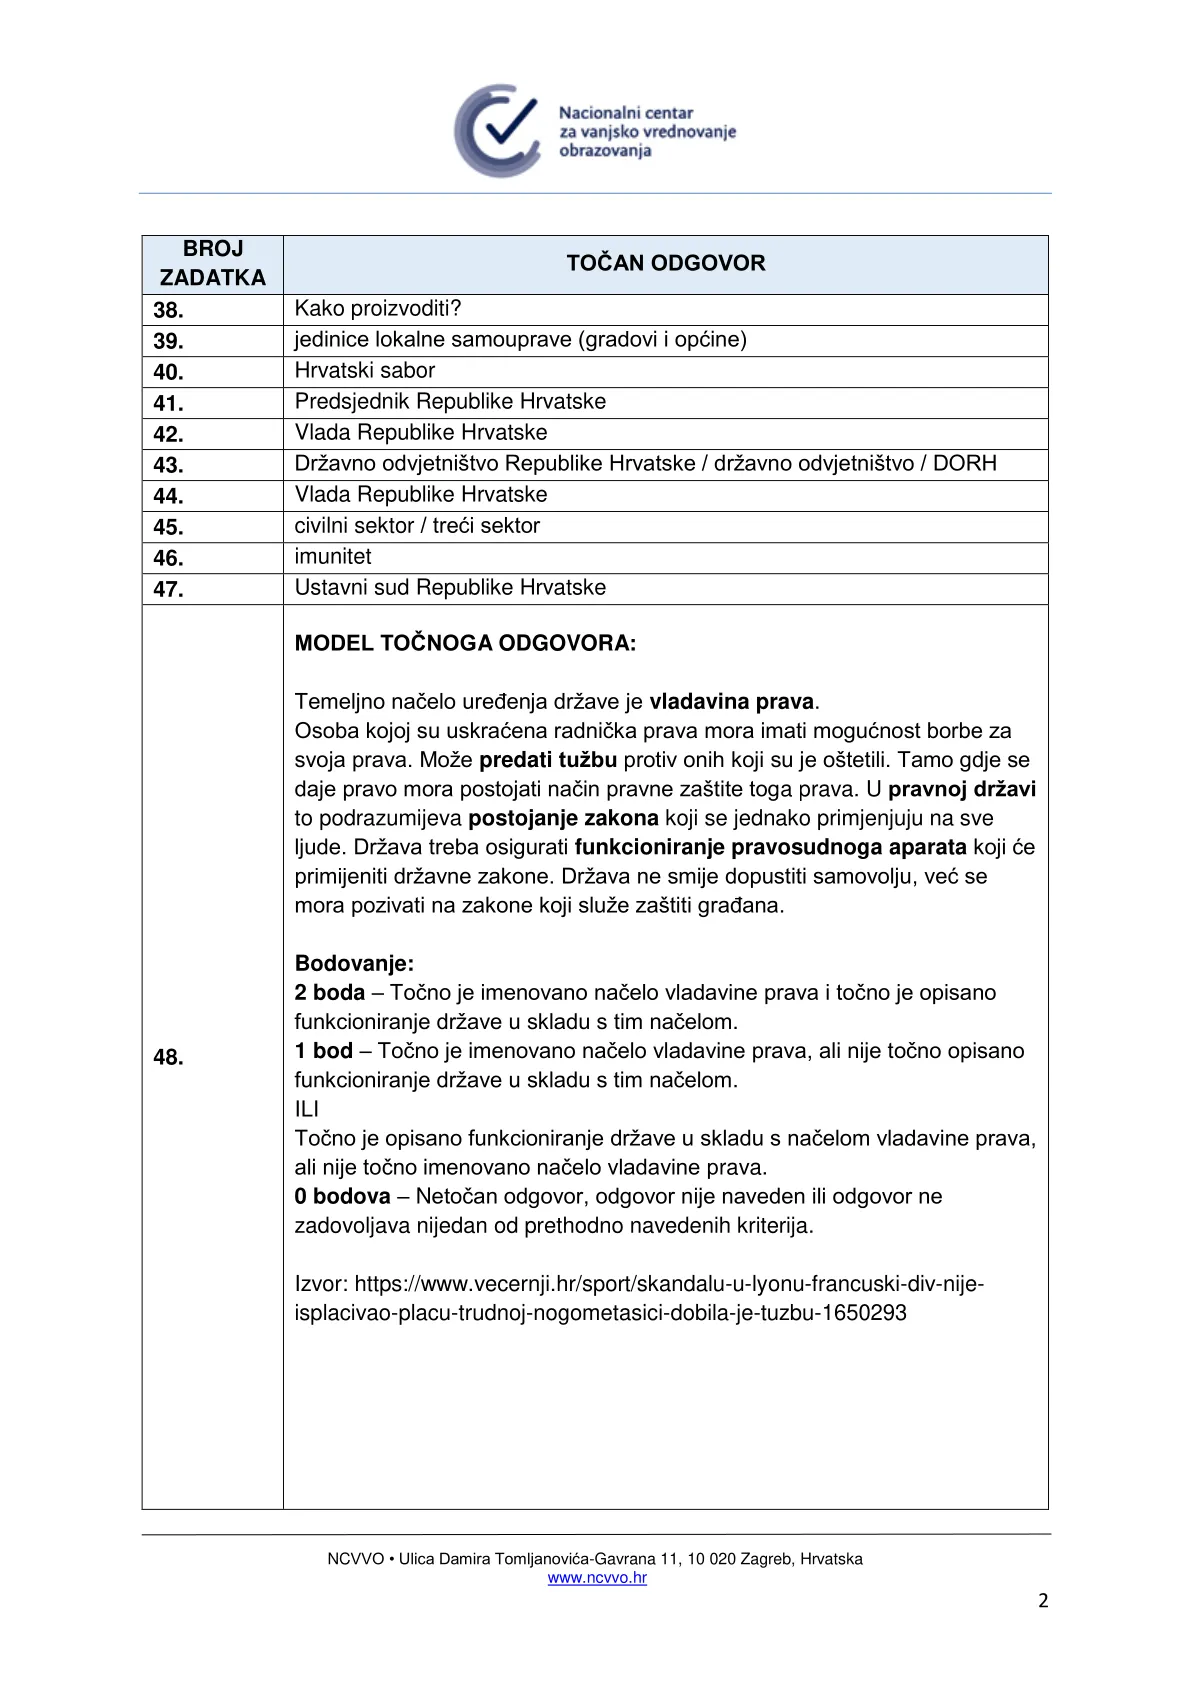 Nacionalni centar
za vanjsko vrednovanje
obrazovanja
BROJ
ZADATKA
TOČAN ODGOVOR
38. Kako proizvoditi?
39. jedinice lokalne samouprave (gradovi i općine)
40. Hrvatski sabor
41. Predsjednik Republike Hrvatske
42. Vlada Republike Hrvatske
43. Državno odvjetništvo Republike Hrvatske / državno odvjetništvo / DORH
44. Vlada Republike Hrvatske
45. civilni sektor / treći sektor
46. imunitet
47. Ustavni sud Republike Hrvatske
48.
MODEL TOČNOGA ODGOVORA:
Temeljno načelo uređenja države je vladavina prava.
Osoba kojoj su uskraćena radnička prava mora imati mogućnost borbe za
svoja prava. Može predati tužbu protiv onih koji su je oštetili. Tamo gdje se
daje pravo mora postojati način pravne zaštite toga prava. U pravnoj državi
to podrazumijeva postojanje zakona koji se jednako primjenjuju na sve
ljude. Država treba osigurati funkcioniranje pravosudnoga aparata koji će
primijeniti državne zakone. Država ne smije dopustiti samovolju, već se
mora pozivati na zakone koji služe zaštiti građana.
Bodovanje:
2 boda – Točno je imenovano načelo vladavine prava i točno je opisano
funkcioniranje države u skladu s tim načelom.
1 bod – Točno je imenovano načelo vladavine prava, ali nije točno opisano
funkcioniranje države u skladu s tim načelom.
ILI
Točno je opisano funkcioniranje države u skladu s načelom vladavine prava,
ali nije točno imenovano načelo vladavine prava.
0 bodova – Netočan odgovor, odgovor nije naveden ili odgovor ne
zadovoljava nijedan od prethodno navedenih kriterija.
Izvor: https://www.vecernji.hr/sport/skandalu-u-lyonu-francuski-div-nije-
isplacivao-placu-trudnoj-nogometasici-dobila-je-tuzbu-1650293
NCVVO • Ulica Damira Tomljanovića-Gavrana 11, 10 020 Zagreb, Hrvatska
www.ncvvo.hr
2